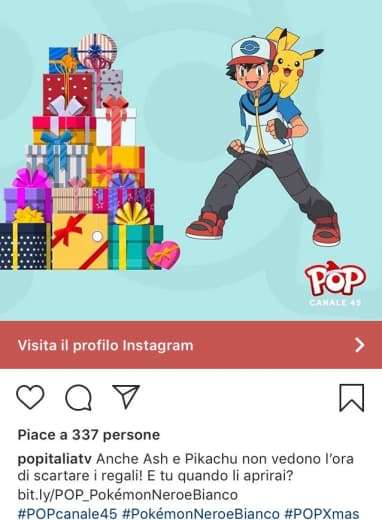 POP
CANALE 45
Visita il profilo Instagram
Piace a 337 persone
popitaliatv Anche Ash e Pikachu non vedono l'ora
di scartare i regali! E tu quando li aprirai?
bit.ly/POP_PokémonNeroeBianco
#POPcanale45 #PokémonNeroeBianco #POPXmas